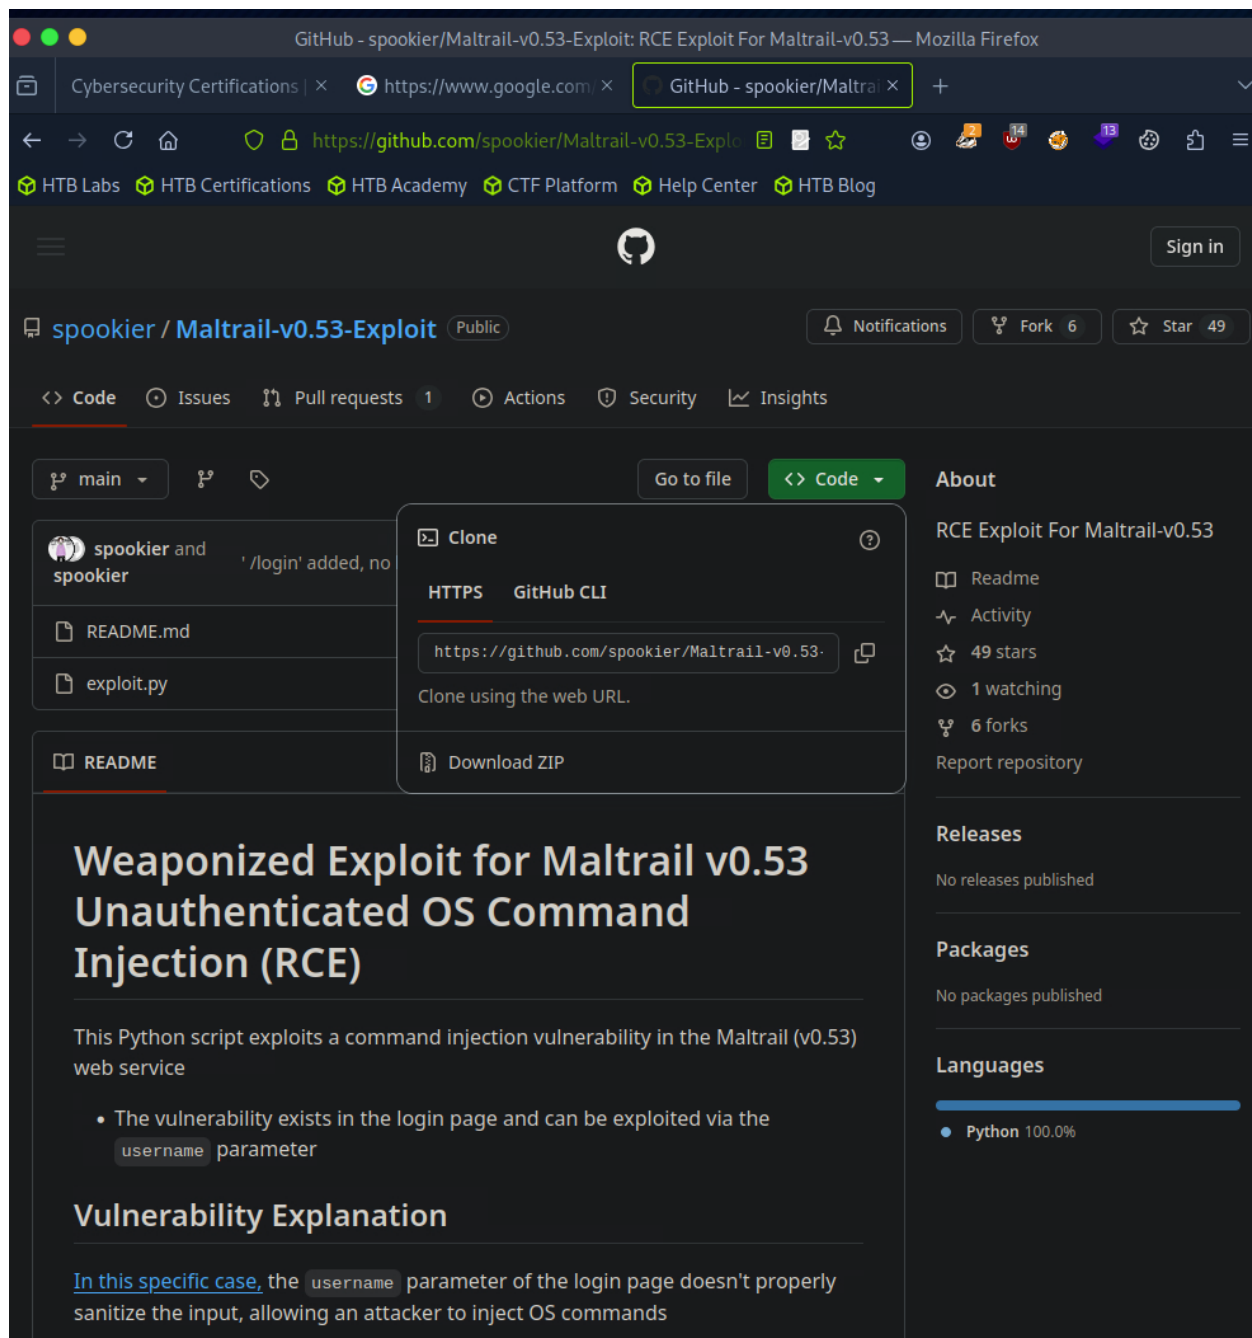 GitHub - spookier/Maltrail-v0.53-Exploit: RCE Exploit For Maltrail-v0.53 — Mozilla Firefox
Cybersecurity Certifications |
https://www.google.com/
GitHub - spookier/Maltrai
https://github.com/spookier/Maltrail-v0.53-Explo
2
14
13
HTB Labs HTB Certifications HTB Academy CTF Platform Help Center HTB Blog
Sign in
spookier / Maltrail-v0.53-Exploit Public
Notifications
Fork 6
Star 49
Code Issues Pull requests 1 Actions Security Insights
main
Go to file
Code
spookier and
spookier
' /login' added, no
README.md
exploit.py
Clone
HTTPS GitHub CLI
https://github.com/spookier/Maltrail-v0.53-
Clone using the web URL.
Download ZIP
README
Weaponized Exploit for Maltrail v0.53
Unauthenticated OS Command
Injection (RCE)
This Python script exploits a command injection vulnerability in the Maltrail (v0.53)
web service
• The vulnerability exists in the login page and can be exploited via the
username parameter
Vulnerability Explanation
In this specific case, the username parameter of the login page doesn't properly
sanitize the input, allowing an attacker to inject OS commands
About
RCE Exploit For Maltrail-v0.53
Readme
Activity
49 stars
1 watching
6 forks
Report repository
Releases
No releases published
Packages
No packages published
Languages
Python 100.0%